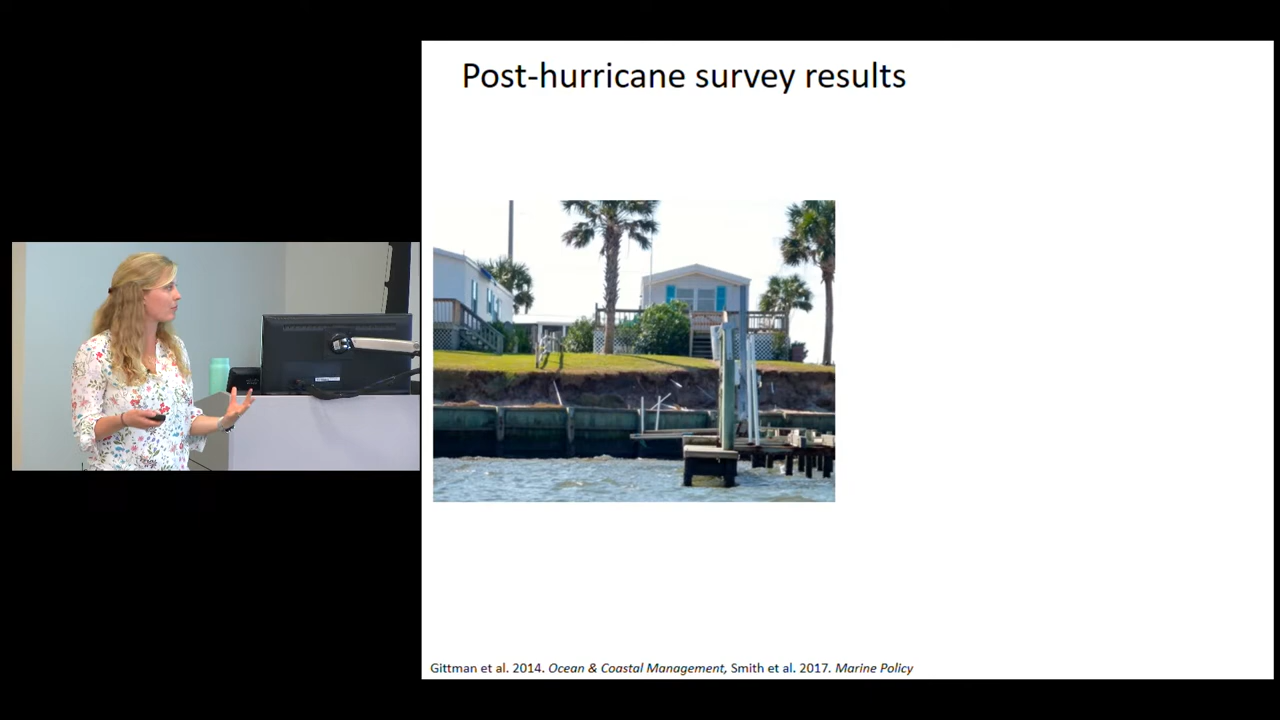 Post-hurricane survey results
Gittman et al. 2014. Ocean & Coastal Management, Smith et al. 2017. Marine Policy